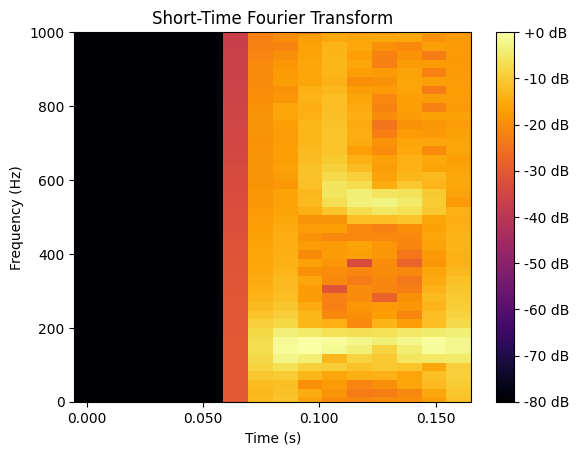 Short-Time Fourier Transform
1000
800
600
400
200
0
Frequency (Hz)
0.000
0.050
0.100
0.150
Time (s)
+0 dB
-10 dB
-20 dB
-30 dB
-40 dB
-50 dB
-60 dB
-70 dB
-80 dB